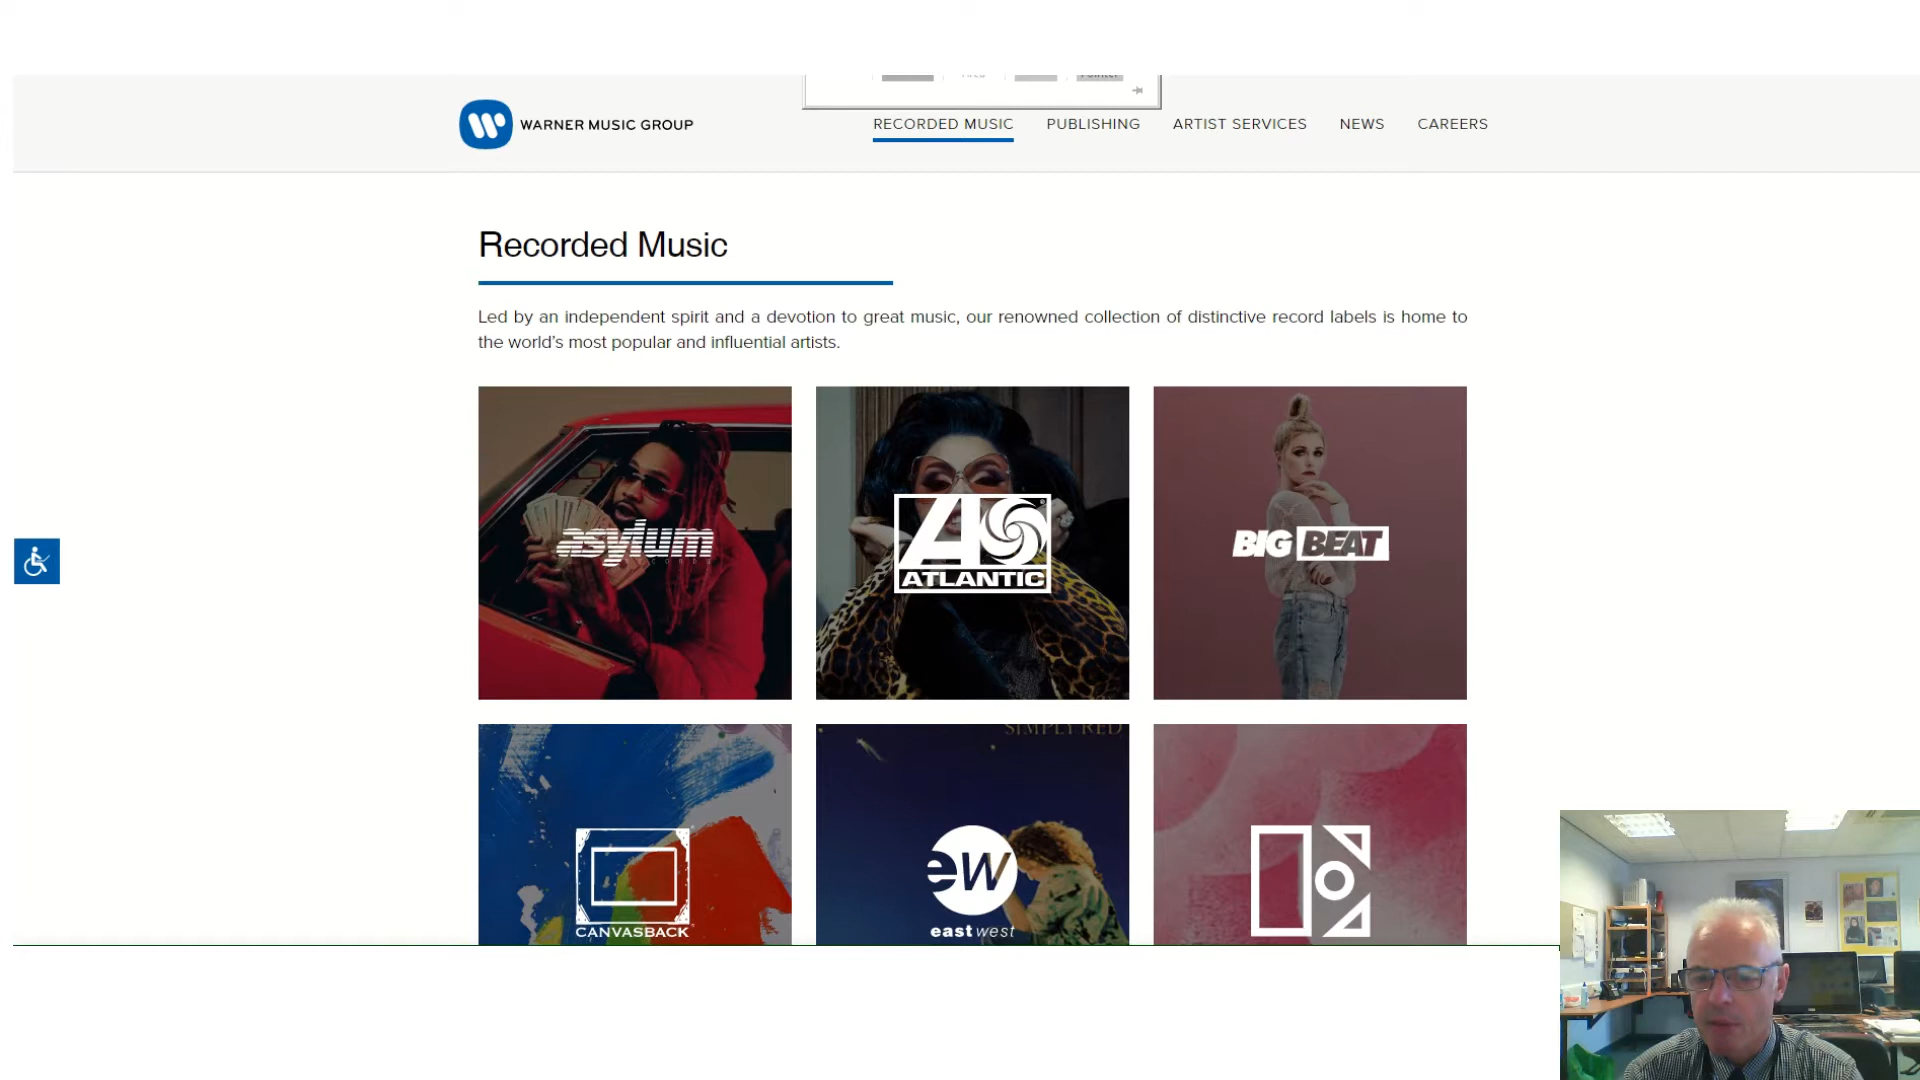 WARNER MUSIC GROUP
RECORDED MUSIC PUBLISHING ARTIST SERVICES NEWS CAREERS
Recorded Music
Led by an independent spirit and a devotion to great music, our renowned collection of distinctive record labels is home to
the world’s most popular and influential artists.
asylum
ATLANTIC
BIG BEAT
SIMPLY RED
CANVASBACK
ew
east west